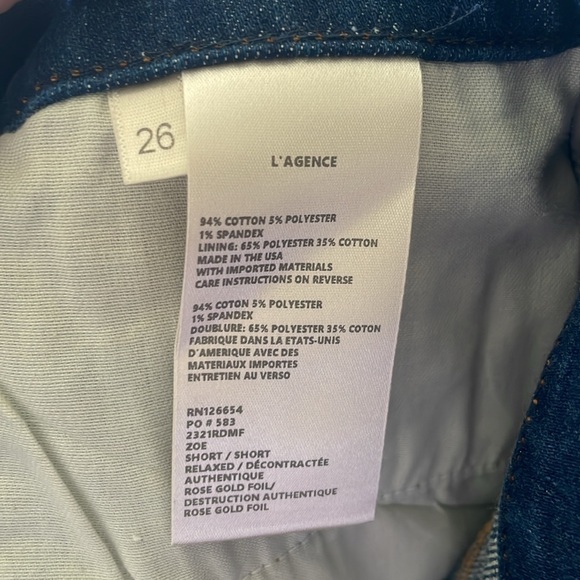 26
L'AGENCE
94% COTTON 5% POLYESTER
1% SPANDEX
LINING: 65% POLYESTER 35% COTTON
MADE IN THE USA
WITH IMPORTED MATERIALS
CARE INSTRUCTIONS ON REVERSE
94% COTON 5% POLYESTER
1% SPANDEX
DOUBLURE: 65% POLYESTER 35% COTON
FABRIQUE DANS LA ETATS-UNIS
D'AMERIQUE AVEC DES
MATERIAUX IMPORTES
ENTRETIEN AU VERSO
RN126654
PO # 583
2321RDMF
ZOE
SHORT / SHORT
RELAXED / DÉCONTRACTÉE
AUTHENTIQUE
ROSE GOLD FOIL/
DESTRUCTION AUTHENTIQUE
ROSE GOLD FOIL